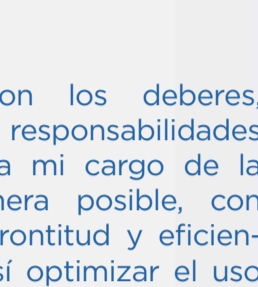 on los deberes,
responsabilidades
a mi cargo de la
nera posible, con
rontitud y eficien-
sí optimizar el uso